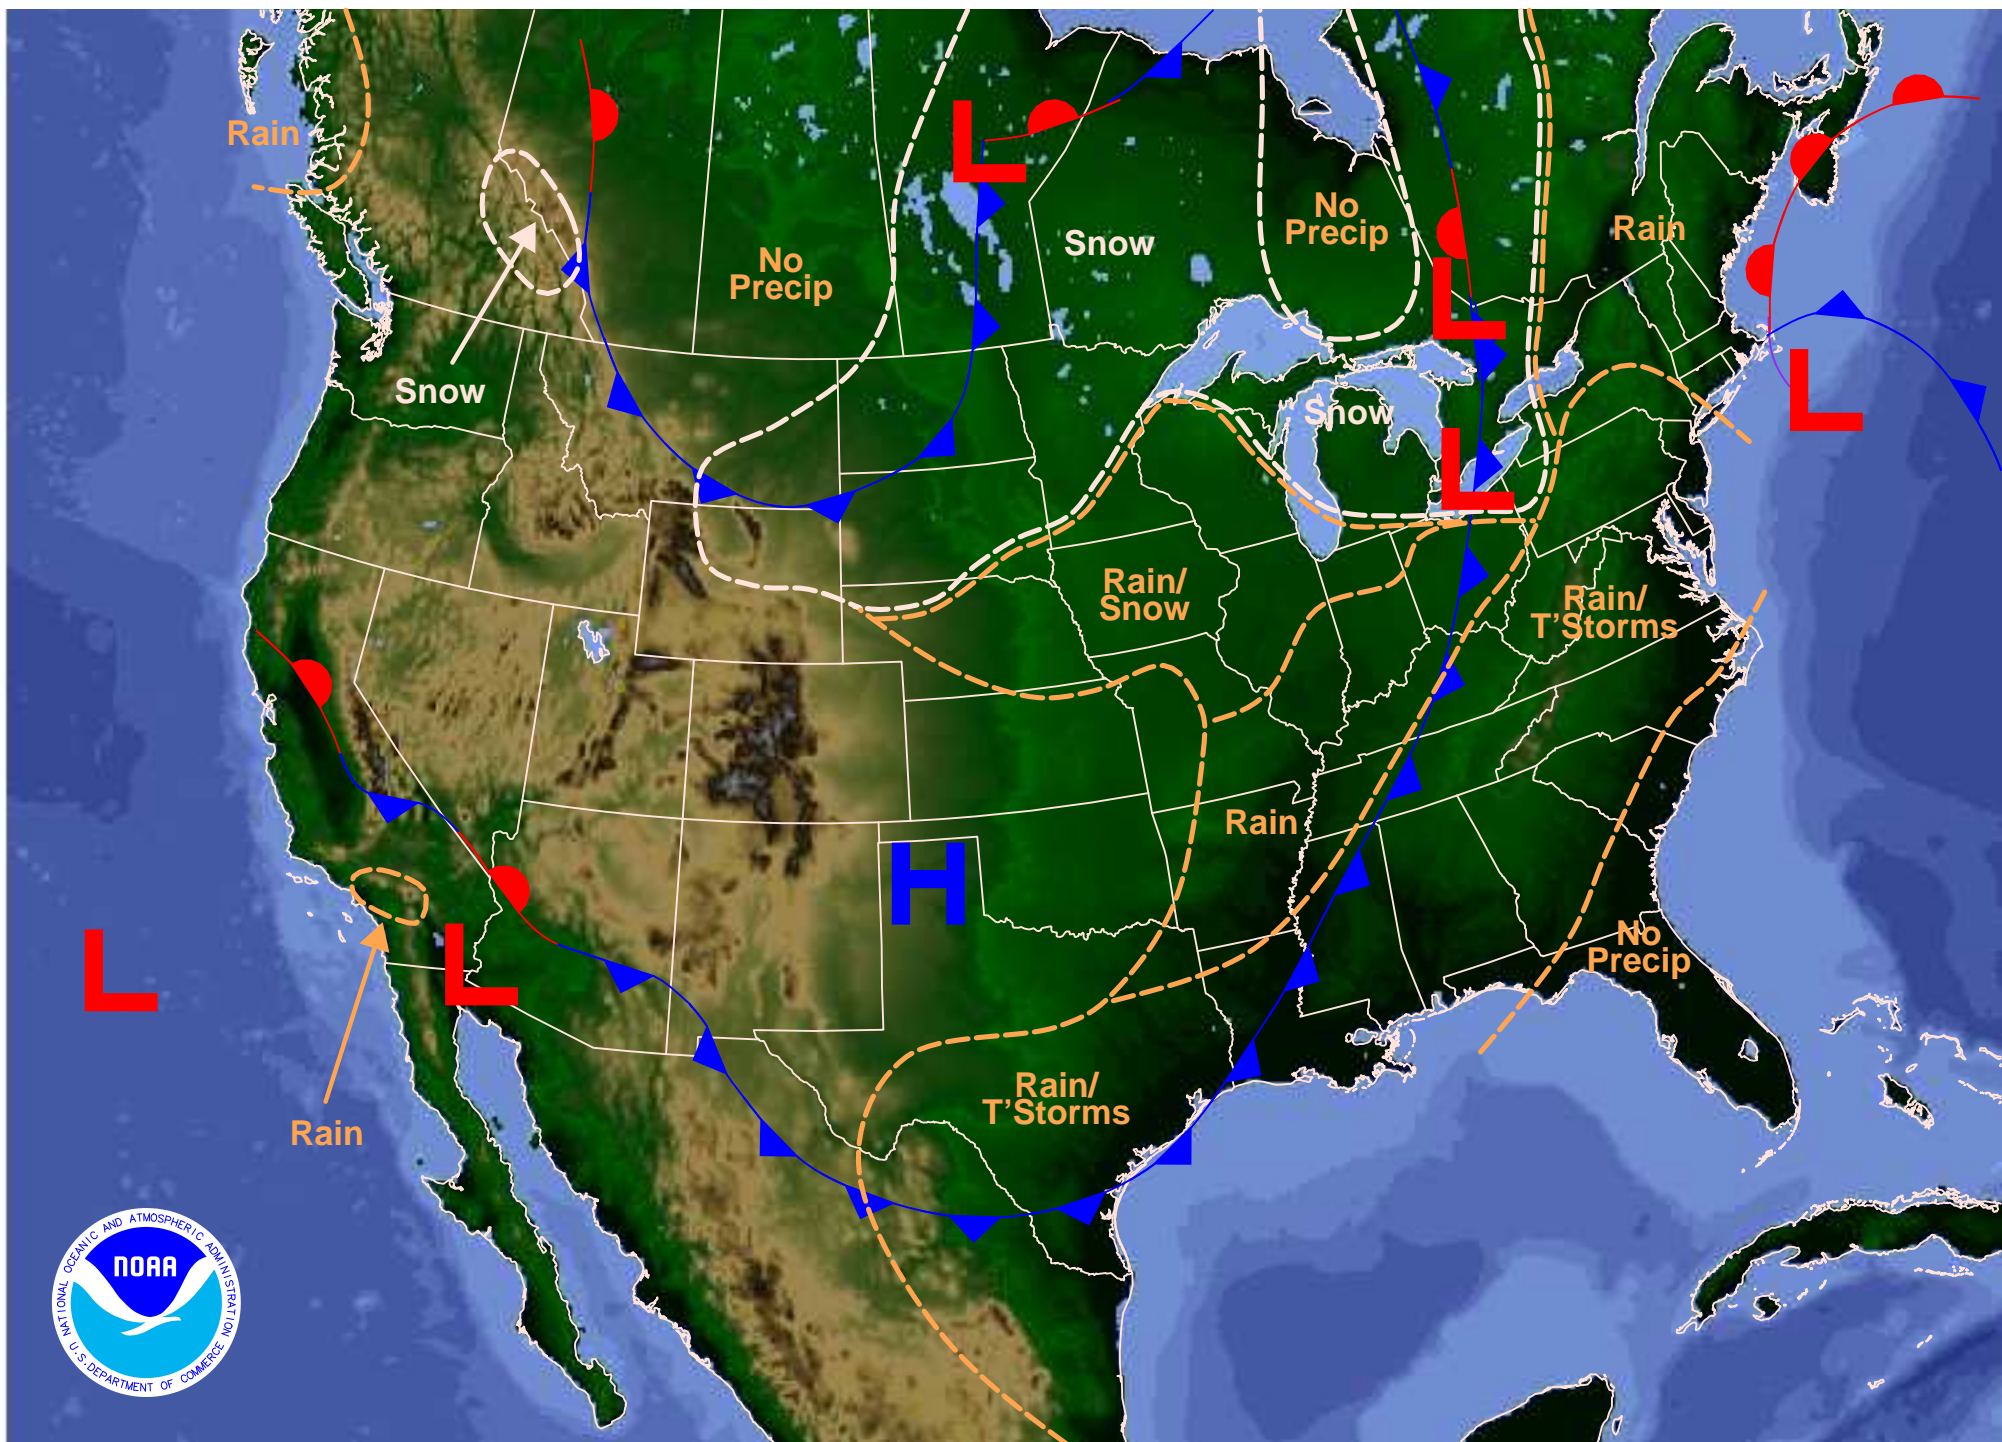 L
Rain
No
Precip
Snow
Rain
No
Precip
Snow
L
L
Snow
L
L
Rain/
Snow
Rain/
T'Storms
Rain
H
No
Precip
L
L
Rain/
T'Storms
Rain
NATIONAL OCEANIC AND ATMOSPHERIC ADMINISTRATION
NOAA
U.S. DEPARTMENT OF COMMERCE